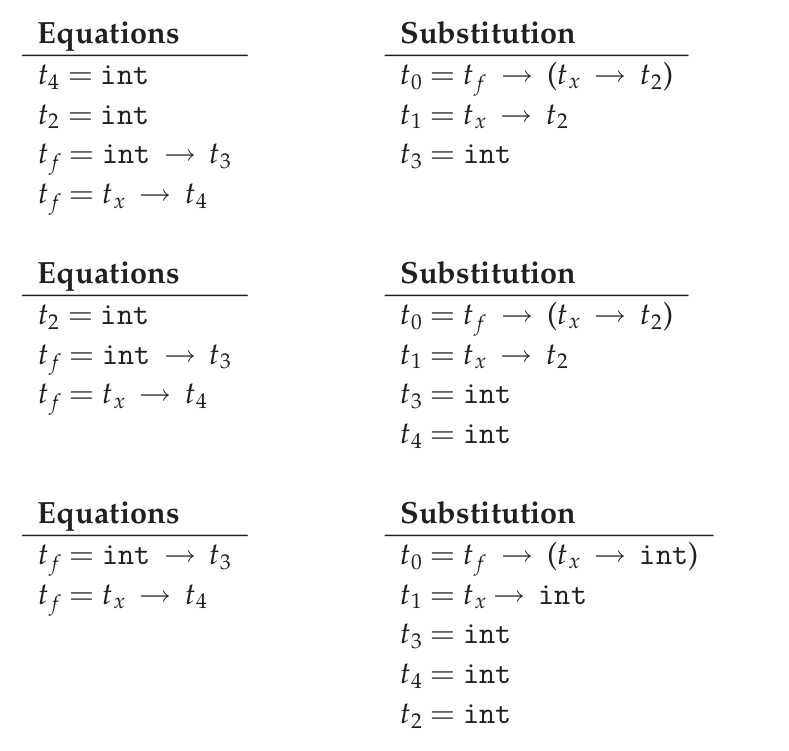 Equations Substitution
t₄ = int t₀ = t_f → (t_x → t₂)
t₂ = int t₁ = t_x → t₂
t_f = int → t₃ t₃ = int
t_f = t_x → t₄
Equations Substitution
t₂ = int t₀ = t_f → (t_x → t₂)
t_f = int → t₃ t₁ = t_x → t₂
t_f = t_x → t₄ t₃ = int
t₄ = int
Equations Substitution
t_f = int → t₃ t₀ = t_f → (t_x → int)
t_f = t_x → t₄ t₁ = t_x → int
t₃ = int
t₄ = int
t₂ = int